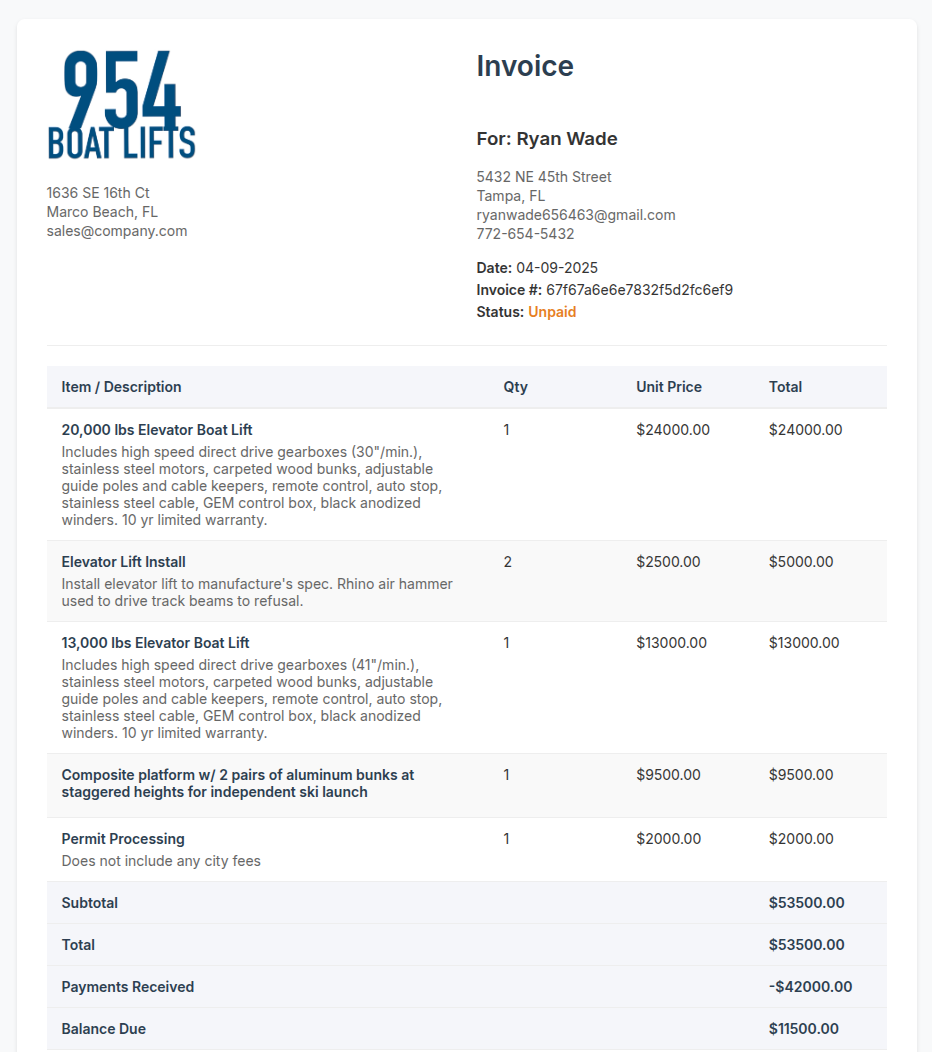 954
BOAT LIFTS
1636 SE 16th Ct
Marco Beach, FL
sales@company.com
Invoice
For: Ryan Wade
5432 NE 45th Street
Tampa, FL
ryanwade656463@gmail.com
772-654-5432
Date: 04-09-2025
Invoice #: 67f67a6e6e7832f5d2fc6ef9
Status: Unpaid
Item / Description Qty Unit Price Total
20,000 lbs Elevator Boat Lift 1 $24000.00 $24000.00
Includes high speed direct drive gearboxes (30"/min.),
stainless steel motors, carpeted wood bunks, adjustable
guide poles and cable keepers, remote control, auto stop,
stainless steel cable, GEM control box, black anodized
winders. 10 yr limited warranty.
Elevator Lift Install 2 $2500.00 $5000.00
Install elevator lift to manufacture's spec. Rhino air hammer
used to drive track beams to refusal.
13,000 lbs Elevator Boat Lift 1 $13000.00 $13000.00
Includes high speed direct drive gearboxes (41"/min.),
stainless steel motors, carpeted wood bunks, adjustable
guide poles and cable keepers, remote control, auto stop,
stainless steel cable, GEM control box, black anodized
winders. 10 yr limited warranty.
Composite platform w/ 2 pairs of aluminum bunks at 1 $9500.00 $9500.00
staggered heights for independent ski launch
Permit Processing 1 $2000.00 $2000.00
Does not include any city fees
Subtotal $53500.00
Total $53500.00
Payments Received -$42000.00
Balance Due $11500.00